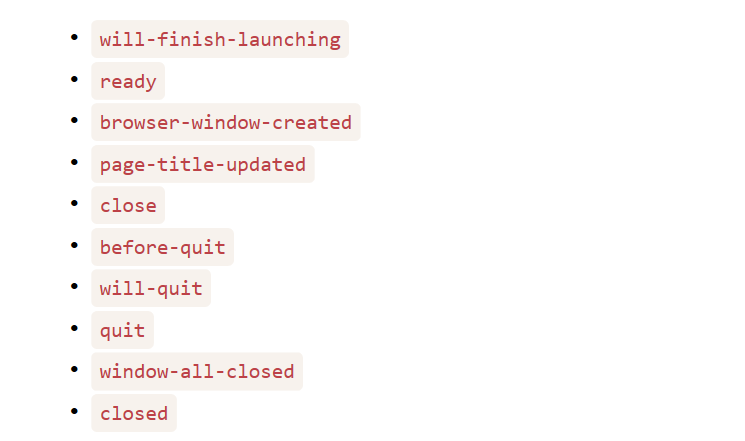 will-finish-launching
ready
browser-window-created
page-title-updated
close
before-quit
will-quit
quit
window-all-closed
closed